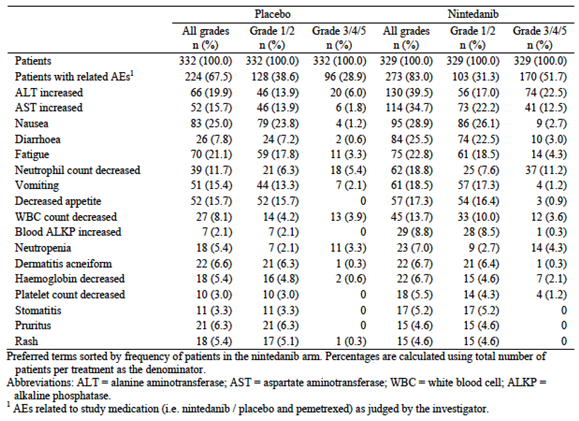 Placebo Nintedanib
All grades Grade 1/2 Grade 3/4/5 All grades Grade 1/2 Grade 3/4/5
n (%) n (%) n (%) n (%) n (%) n (%)
Patients 332 (100.0) 332 (100.0) 332 (100.0) 329 (100.0) 329 (100.0) 329 (100.0)
Patients with related AEs¹ 224 (67.5) 128 (38.6) 96 (28.9) 273 (83.0) 103 (31.3) 170 (51.7)
ALT increased 66 (19.9) 46 (13.9) 20 (6.0) 130 (39.5) 56 (17.0) 74 (22.5)
AST increased 52 (15.7) 46 (13.9) 6 (1.8) 114 (34.7) 73 (22.2) 41 (12.5)
Nausea 83 (25.0) 79 (23.8) 4 (1.2) 95 (28.9) 86 (26.1) 9 (2.7)
Diarrhoea 26 (7.8) 24 (7.2) 2 (0.6) 84 (25.5) 74 (22.5) 10 (3.0)
Fatigue 70 (21.1) 59 (17.8) 11 (3.3) 75 (22.8) 61 (18.5) 14 (4.3)
Neutrophil count decreased 39 (11.7) 21 (6.3) 18 (5.4) 62 (18.8) 25 (7.6) 37 (11.2)
Vomiting 51 (15.4) 44 (13.3) 7 (2.1) 61 (18.5) 57 (17.3) 4 (1.2)
Decreased appetite 52 (15.7) 52 (15.7) 0 57 (17.3) 54 (16.4) 3 (0.9)
WBC count decreased 27 (8.1) 14 (4.2) 13 (3.9) 45 (13.7) 33 (10.0) 12 (3.6)
Blood ALKP increased 7 (2.1) 7 (2.1) 0 29 (8.8) 28 (8.5) 1 (0.3)
Neutropenia 18 (5.4) 7 (2.1) 11 (3.3) 23 (7.0) 9 (2.7) 14 (4.3)
Dermatitis acneiform 22 (6.6) 21 (6.3) 1 (0.3) 22 (6.7) 21 (6.4) 1 (0.3)
Haemoglobin decreased 18 (5.4) 16 (4.8) 2 (0.6) 22 (6.7) 15 (4.6) 7 (2.1)
Platelet count decreased 10 (3.0) 10 (3.0) 0 18 (5.5) 14 (4.3) 4 (1.2)
Stomatitis 11 (3.3) 11 (3.3) 0 17 (5.2) 17 (5.2) 0
Pruritus 21 (6.3) 21 (6.3) 0 15 (4.6) 15 (4.6) 0
Rash 18 (5.4) 17 (5.1) 1 (0.3) 15 (4.6) 15 (4.6) 0
Preferred terms sorted by frequency of patients in the nintedanib arm. Percentages are calculated using total number of
patients per treatment as the denominator.
Abbreviations: ALT = alanine aminotransferase; AST = aspartate aminotransferase; WBC = white blood cell; ALKP =
alkaline phosphatase.
¹ AEs related to study medication (i.e. nintedanib / placebo and pemetrexed) as judged by the investigator.